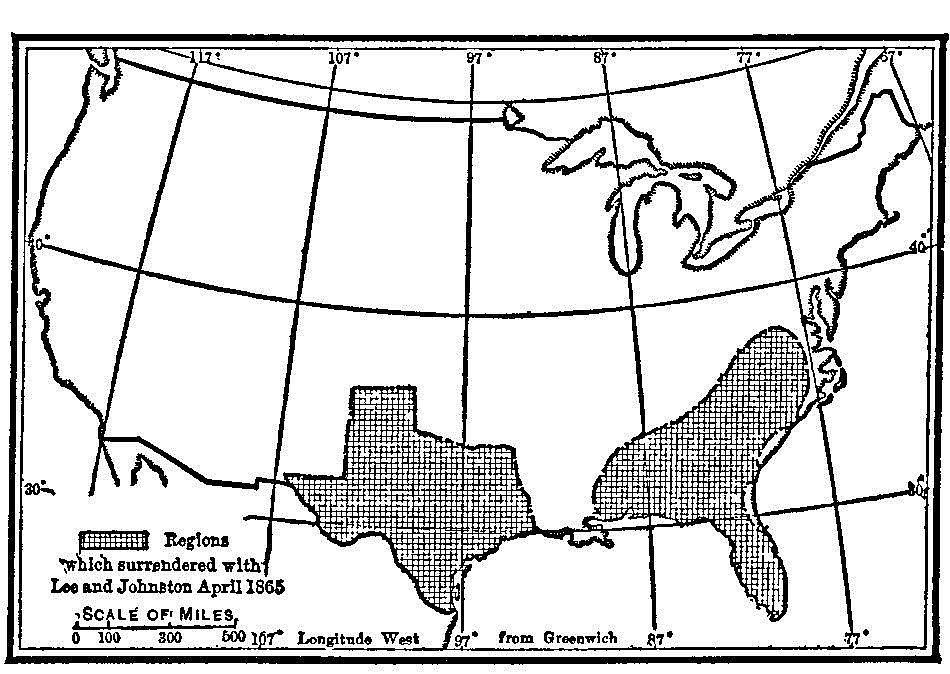 117° 107° 97° 87° 77° 67°
40° 40°
30° 30°
Regions
which surrendered with
Lee and Johnston April 1865
SCALE OF MILES
0 100 300 500
107° Longitude West 97° from Greenwich 87° 77°